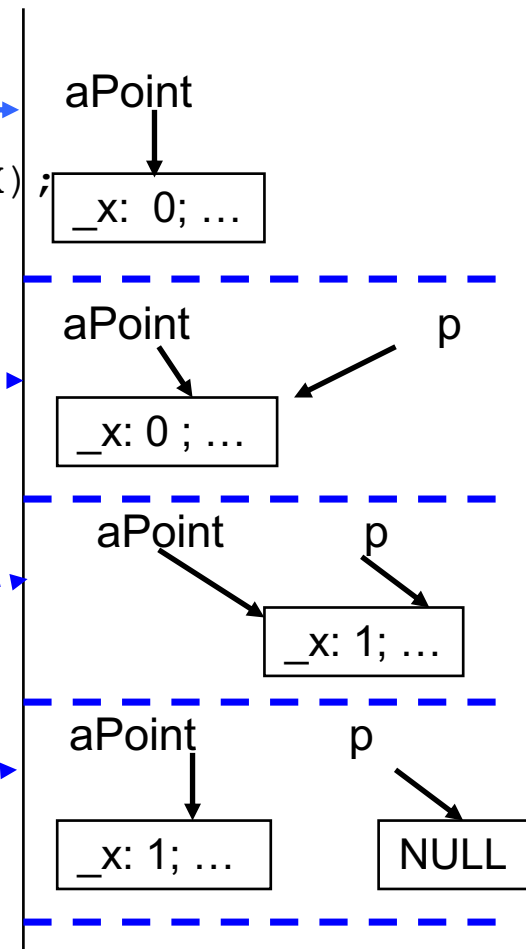 aPoint
);
_x: 0; …
aPoint p
_x: 0 ; …
aPoint p
_x: 1; …
aPoint p
_x: 1; … NULL